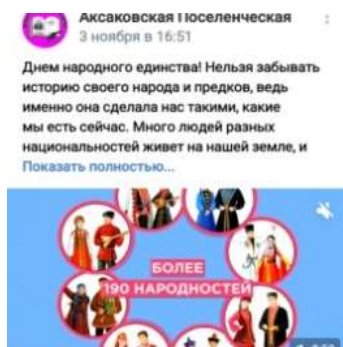 Аксаковская Поселенческая
3 ноября в 16:51
Днем народного единства! Нельзя забывать
историю своего народа и предков, ведь
именно она сделала нас такими, какие
мы есть сейчас. Много людей разных
национальностей живет на нашей земле, и
Показать полностью...
БОЛЕЕ
190 НАРОДНОСТЕЙ